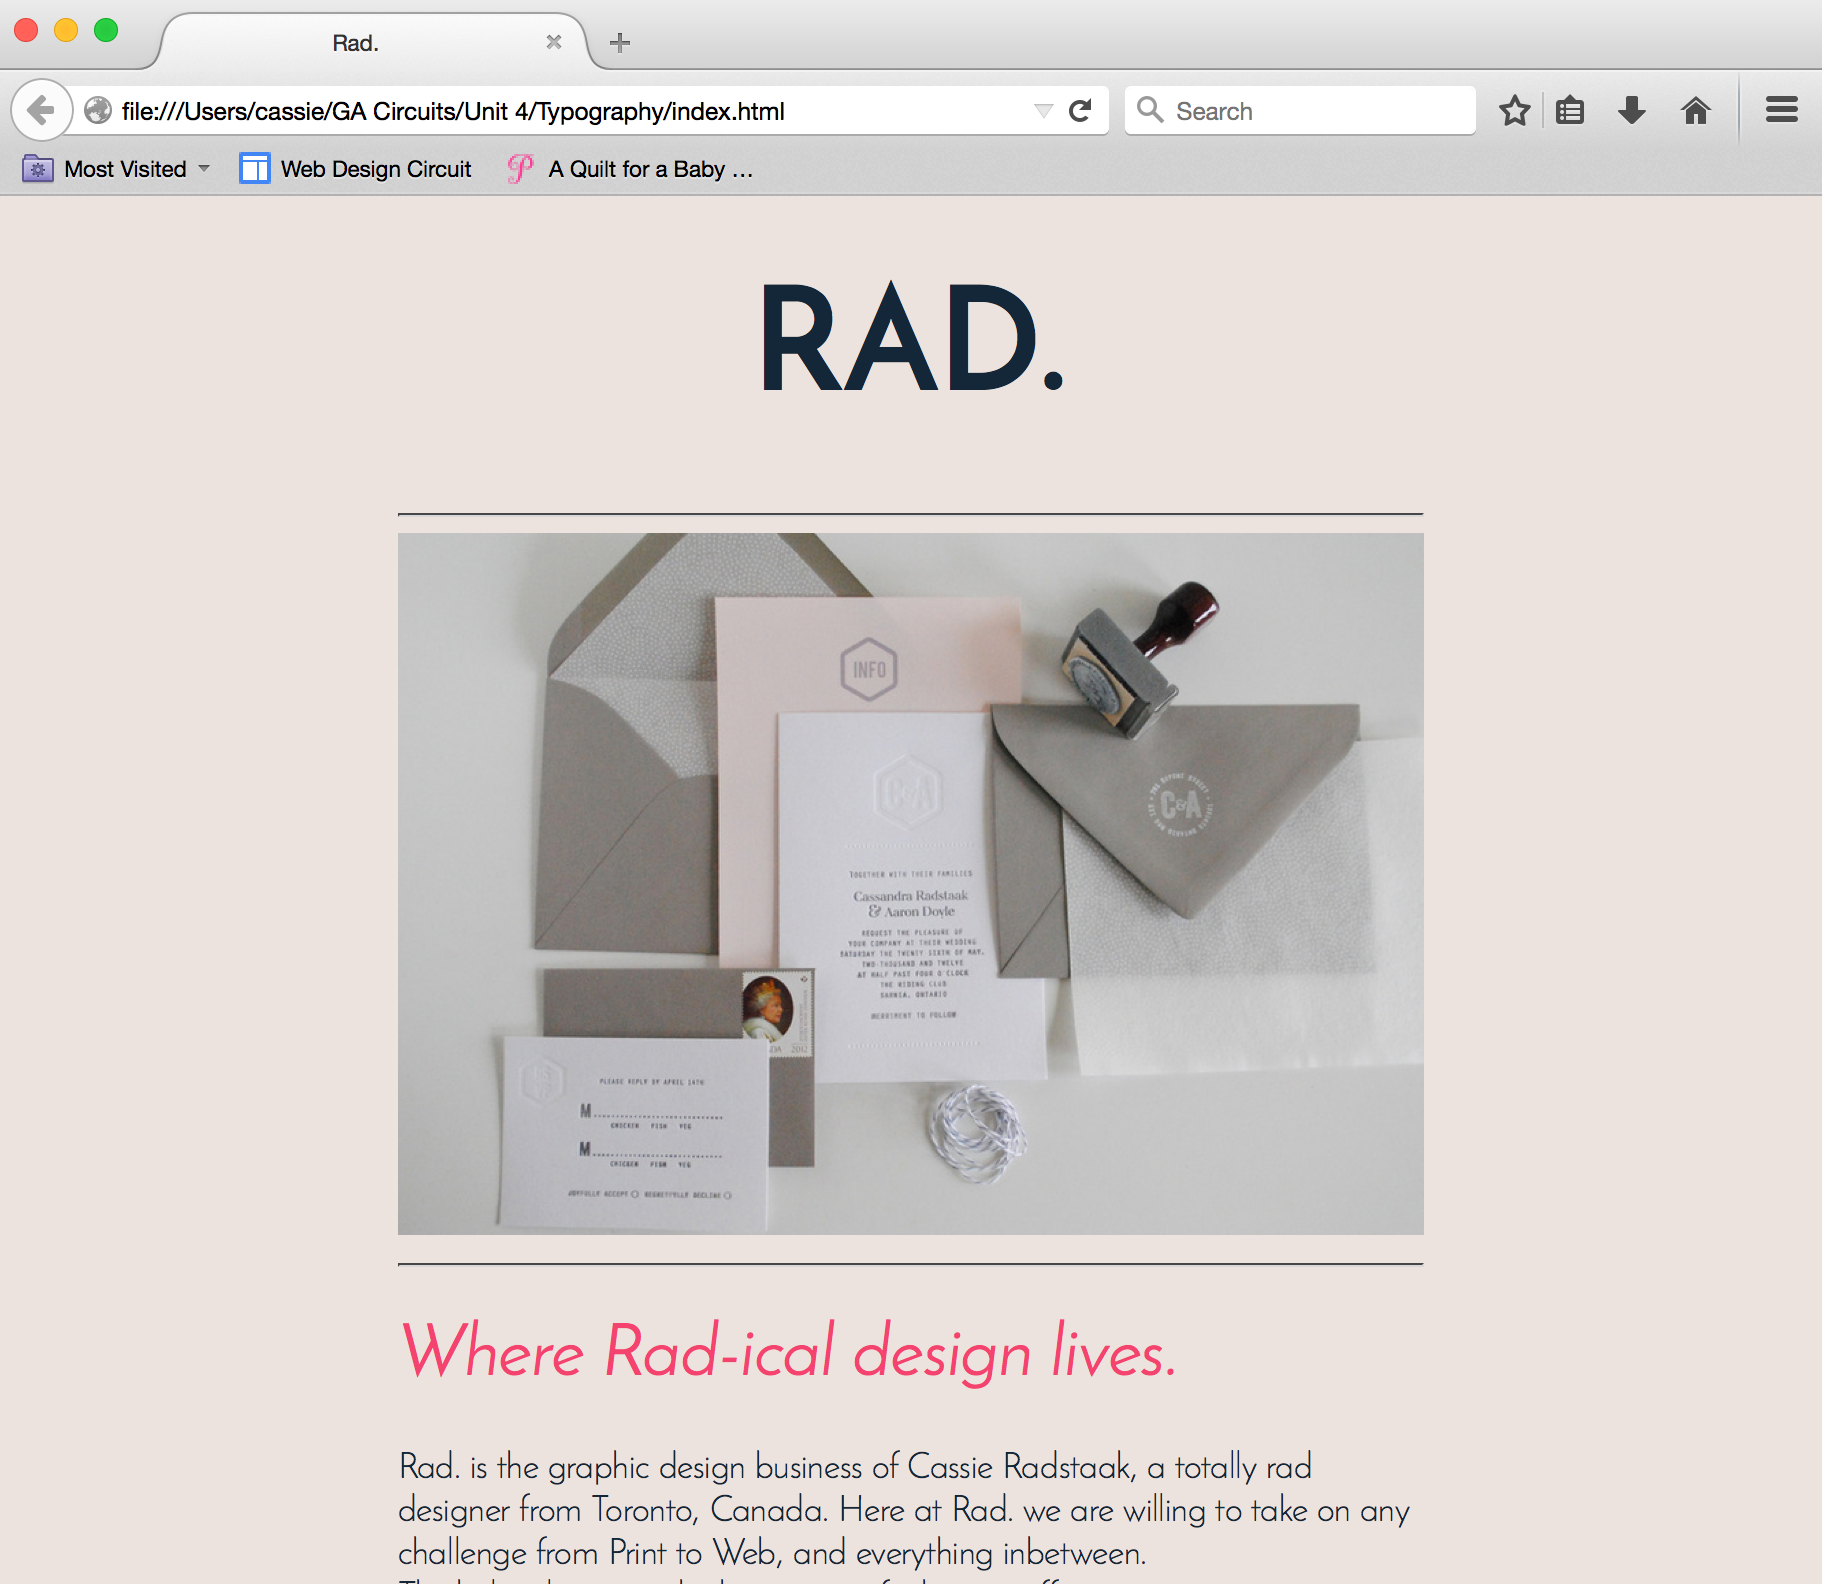 Rad.
file:///Users/cassie/GA Circuits/Unit 4/Typography/index.html
Search
Most Visited
Web Design Circuit
A Quilt for a Baby ...
RAD.
INFO
C&A
TOGETHER WITH THEIR FAMILIES
Cassandra Radstaak
& Aaron Doyle
REQUEST THE PLEASURE OF
YOUR COMPANY AT THEIR WEDDING
SATURDAY THE TWENTY SIXTH OF MAY,
TWO-THOUSAND AND TWELVE
AT HALF PAST FOUR O'CLOCK
THE RIDING CLUB
SARNIA, ONTARIO
MERRIMENT TO FOLLOW
C&A
2012
PLEASE REPLY BY APRIL 14TH
M
CHICKEN FISH VEG
M
CHICKEN FISH VEG
JOYFULLY ACCEPT REGRETFULLY DECLINE
Where Rad-ical design lives.
Rad. is the graphic design business of Cassie Radstaak, a totally rad
designer from Toronto, Canada. Here at Rad. we are willing to take on any
challenge from Print to Web, and everything inbetween.